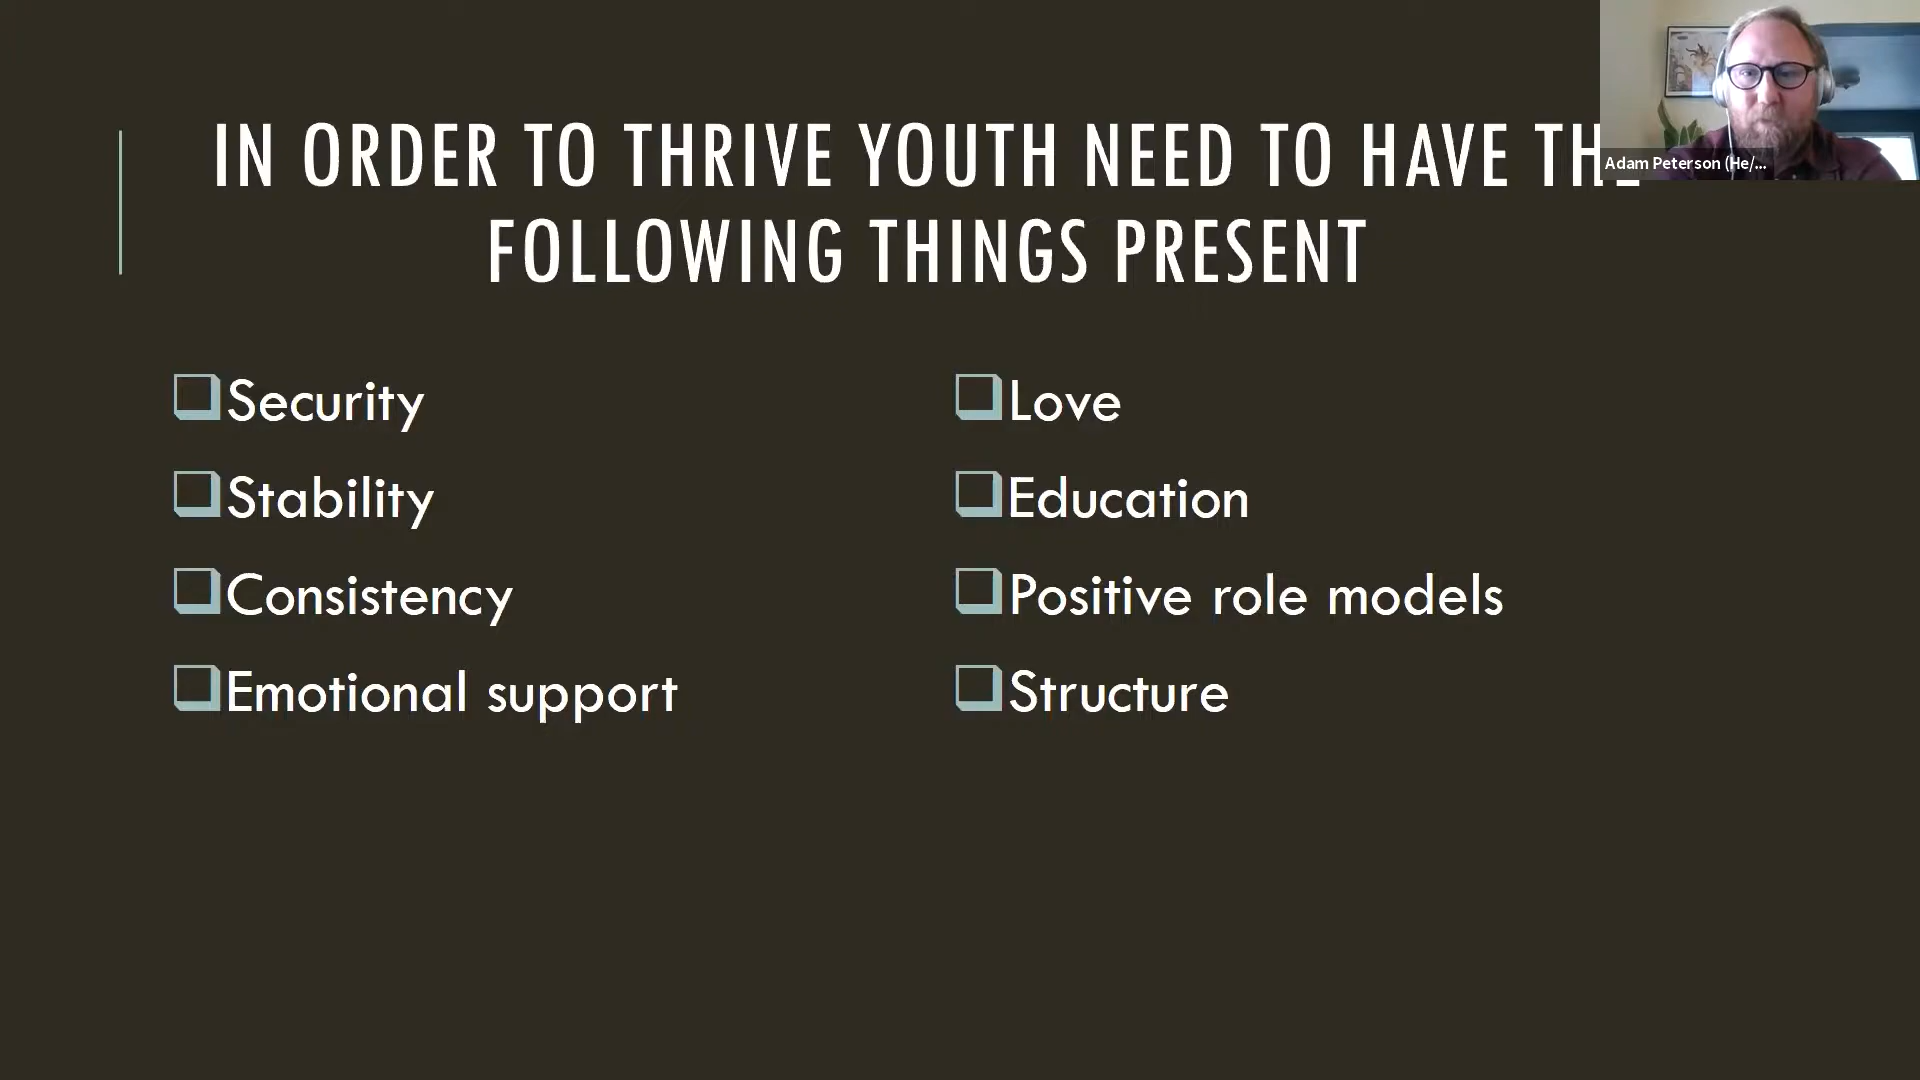 IN ORDER TO THRIVE YOUTH NEED TO HAVE THE
FOLLOWING THINGS PRESENT
Security
Stability
Consistency
Emotional support
Love
Education
Positive role models
Structure
Adam Peterson (He/...